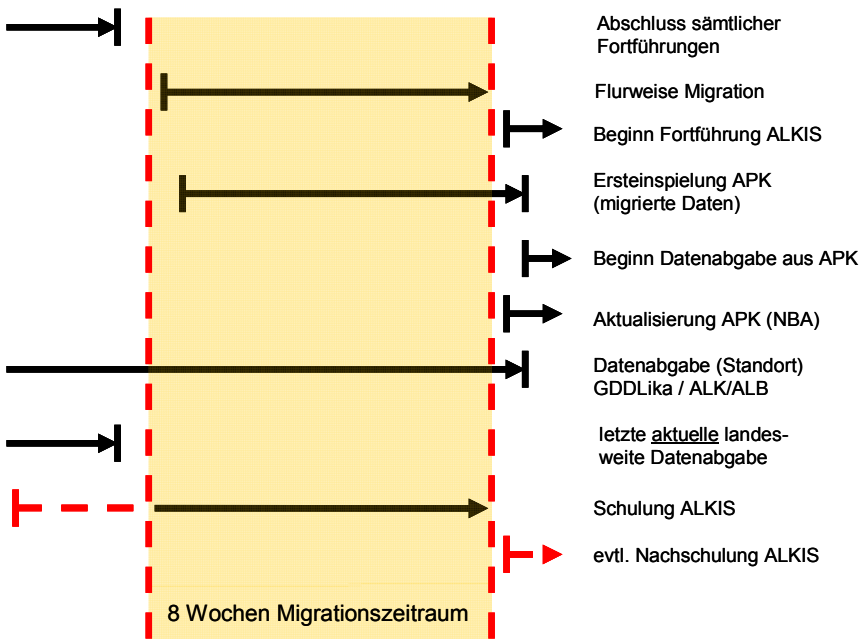 Abschluss sämtlicher
Fortführungen
Flurweise Migration
Beginn Fortführung ALKIS
Ersteinspielung APK
(migrierte Daten)
Beginn Datenabgabe aus APK
Aktualisierung APK (NBA)
Datenabgabe (Standort)
GDDLika / ALK/ALB
letzte aktuelle landes-
weite Datenabgabe
Schulung ALKIS
evtl. Nachschulung ALKIS
8 Wochen Migrationszeitraum